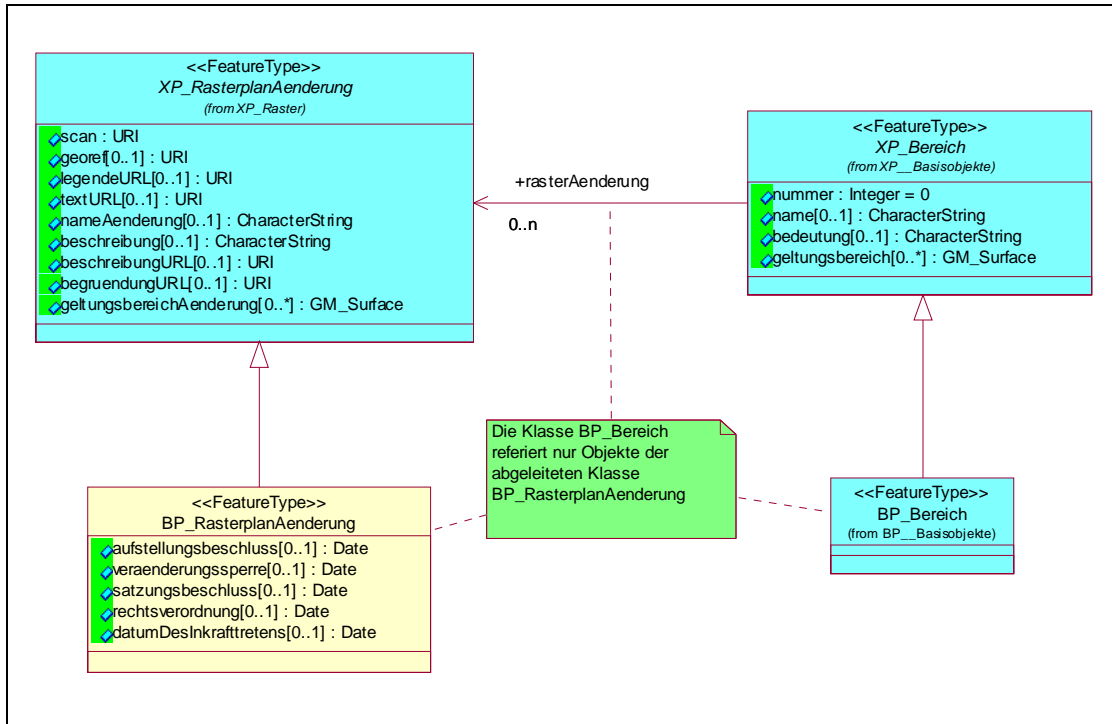 <<FeatureType>>
XP_RasterplanAenderung
(from XP_Raster)
scan : URI
georef[0..1] : URI
legendeURL[0..1] : URI
textURL[0..1] : URI
nameAenderung[0..1] : CharacterString
beschreibung[0..1] : CharacterString
beschreibungURL[0..1] : URI
begruendungURL[0..1] : URI
geltungsbereichAenderung[0..*] : GM_Surface
+rasterAenderung
0..n
<<FeatureType>>
XP_Bereich
(from XP__Basisobjekte)
nummer : Integer = 0
name[0..1] : CharacterString
bedeutung[0..1] : CharacterString
geltungsbereich[0..*] : GM_Surface
Die Klasse BP_Bereich
referiert nur Objekte der
abgeleiteten Klasse
BP_RasterplanAenderung
<<FeatureType>>
BP_RasterplanAenderung
aufstellungsbeschluss[0..1] : Date
veraenderungssperre[0..1] : Date
satzungsbeschluss[0..1] : Date
rechtsverordnung[0..1] : Date
datumDesInkrafttretens[0..1] : Date
<<FeatureType>>
BP_Bereich
(from BP__Basisobjekte)